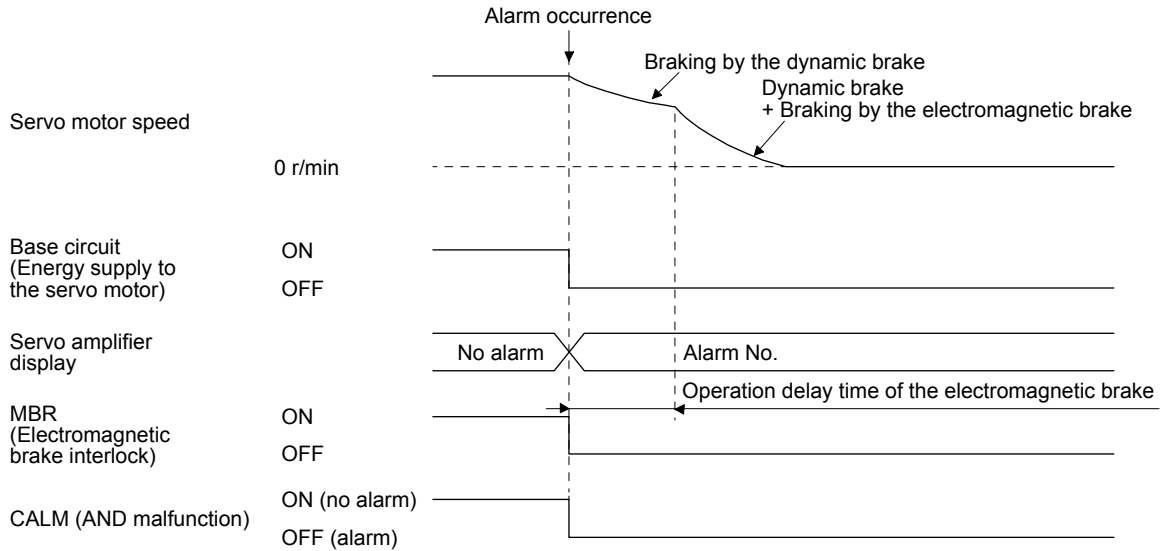 Alarm occurrence
Braking by the dynamic brake
Dynamic brake
+ Braking by the electromagnetic brake
Servo motor speed
0 r/min
Base circuit
(Energy supply to
the servo motor)
ON
OFF
Servo amplifier
display
No alarm
Alarm No.
Operation delay time of the electromagnetic brake
MBR
(Electromagnetic
brake interlock)
ON
OFF
CALM (AND malfunction)
ON (no alarm)
OFF (alarm)